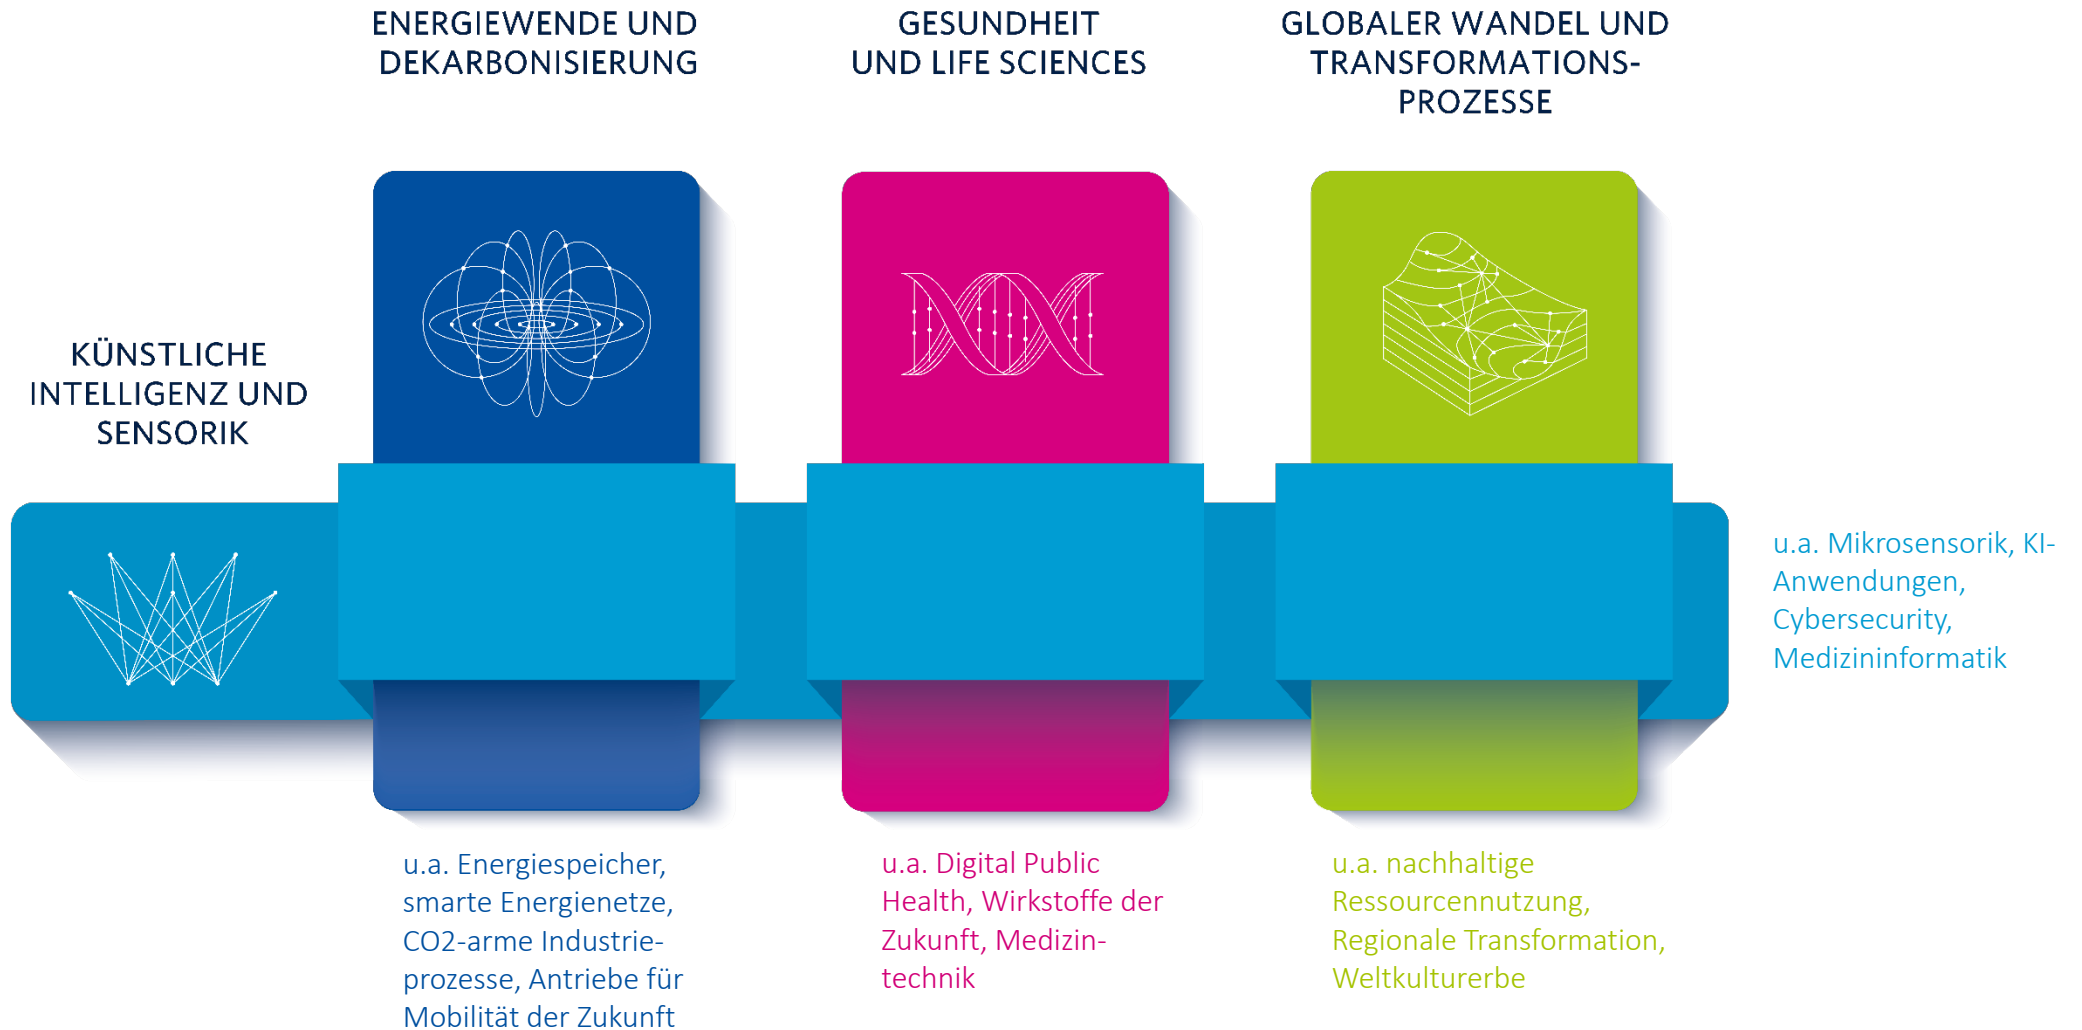 ENERGIEWENDE UND
DEKARBONISIERUNG
GESUNDHEIT
UND LIFE SCIENCES
GLOBALER WANDEL UND
TRANSFORMATIONS-
PROZESSE
KÜNSTLICHE
INTELLIGENZ UND
SENSORIK
u.a. Mikrosensorik, KI-
Anwendungen,
Cybersecurity,
Medizininformatik
u.a. Energiespeicher,
smarte Energienetze,
CO2-arme Industrie-
prozesse, Antriebe für
Mobilität der Zukunft
u.a. Digital Public
Health, Wirkstoffe der
Zukunft, Medizin-
technik
u.a. nachhaltige
Ressourcennutzung,
Regionale Transformation,
Weltkulturerbe